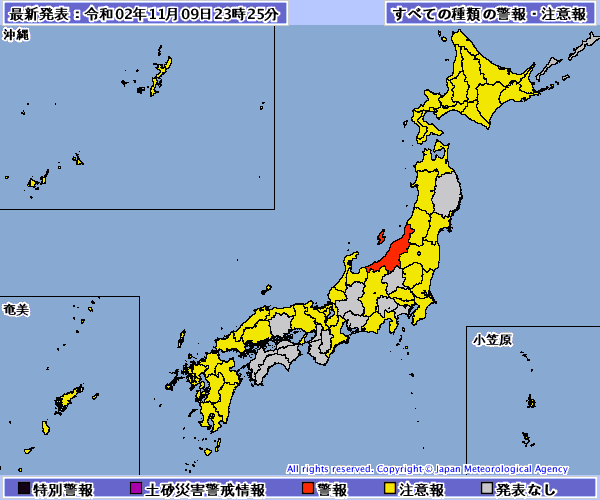 最新発表：令和02年11月09日23時25分
すべての種類の警報・注意報
沖縄
奄美
小笠原
All rights reserved. Copyright © Japan Meteorological Agency
特別警報 土砂災害警戒情報 警報 注意報 発表なし